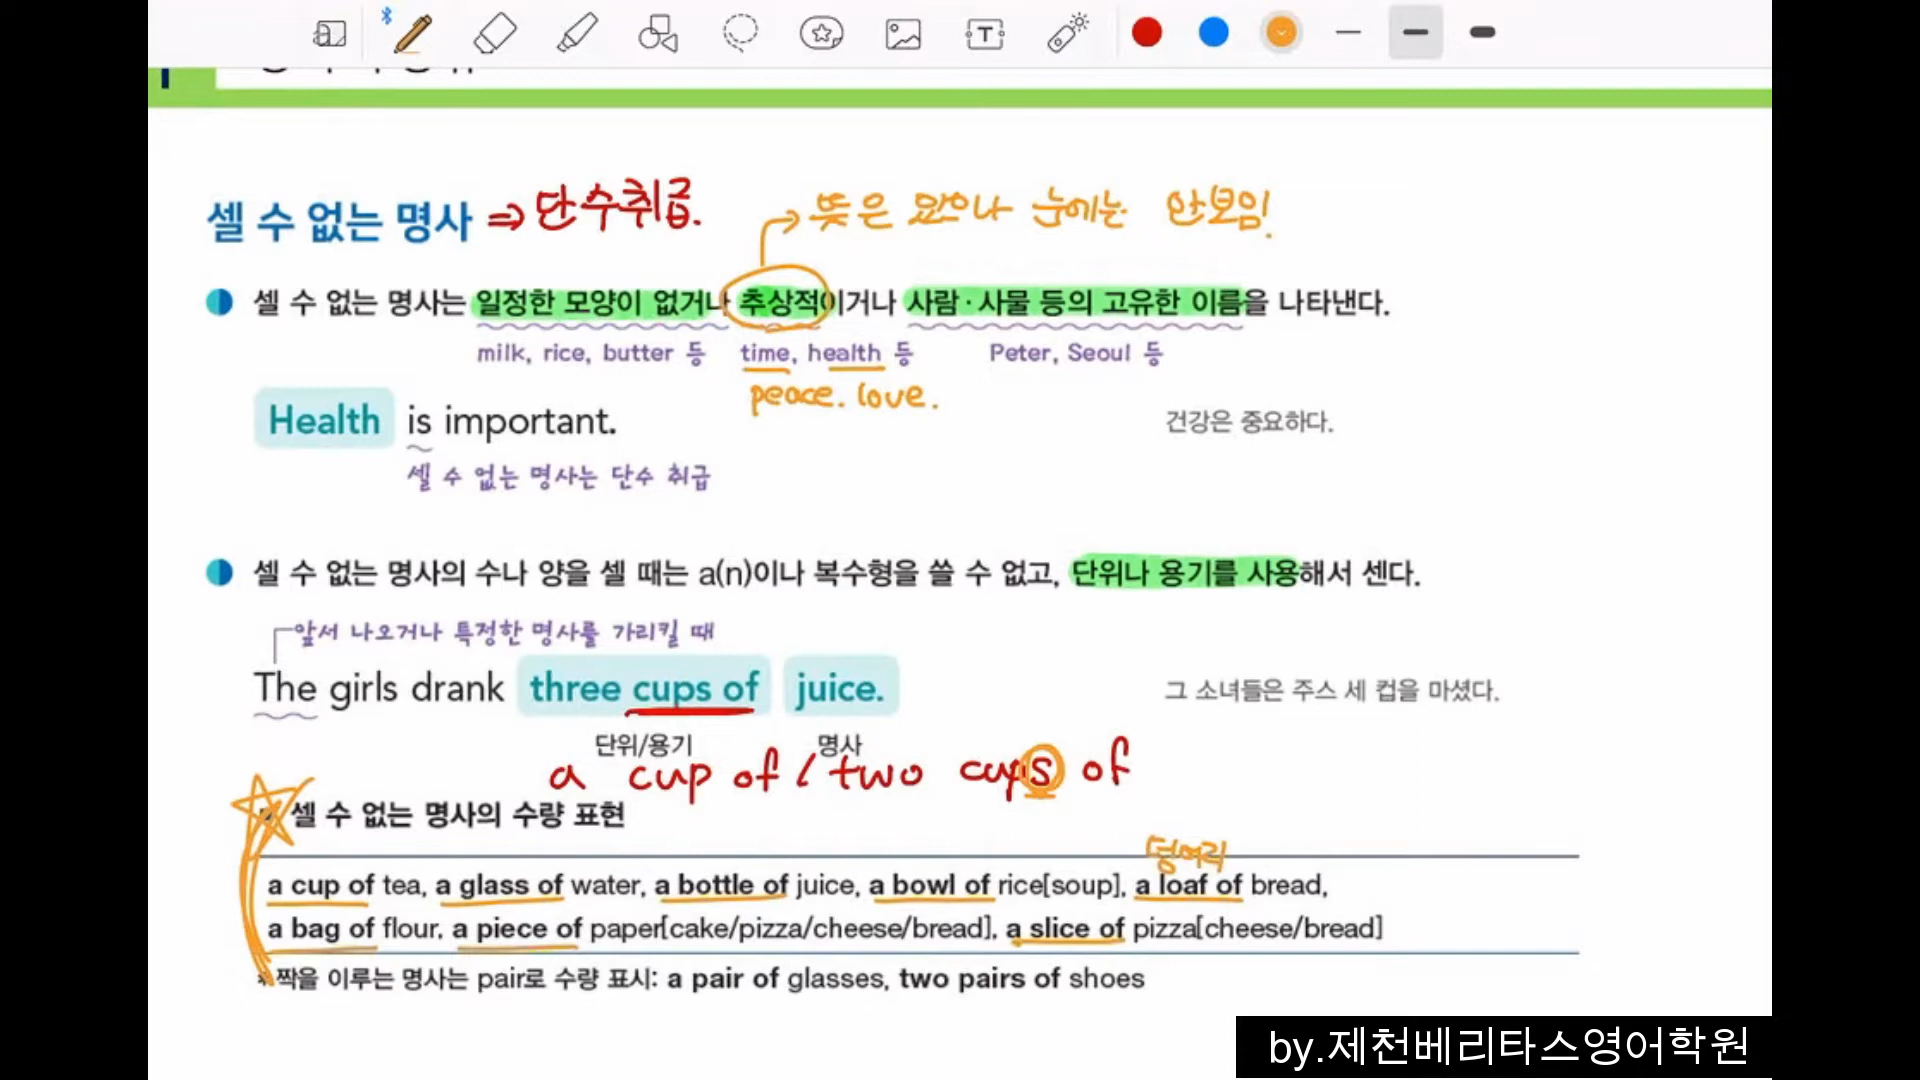 셀 수 없는 명사 ⇒ 단수취급. → 뜻은 있으나 눈에는 안보임!
셀 수 없는 명사는 일정한 모양이 없거나 추상적이거나 사람·사물 등의 고유한 이름을 나타낸다.
milk, rice, butter 등 time, health 등 Peter, Seoul 등
peace. love.
Health is important. 건강은 중요하다.
셀 수 없는 명사는 단수 취급
셀 수 없는 명사의 수나 양을 셀 때는 a(n)이나 복수형을 쓸 수 없고, 단위나 용기를 사용해서 센다.
앞서 나오거나 특정한 명사를 가리킬 때
The girls drank three cups of juice. 그 소녀들은 주스 세 컵을 마셨다.
단위/용기 명사
a cup of / two cups of
셀 수 없는 명사의 수량 표현
덩어리
a cup of tea, a glass of water, a bottle of juice, a bowl of rice[soup], a loaf of bread,
a bag of flour, a piece of paper[cake/pizza/cheese/bread], a slice of pizza[cheese/bread]
*짝을 이루는 명사는 pair로 수량 표시: a pair of glasses, two pairs of shoes
by.제천베리타스영어학원